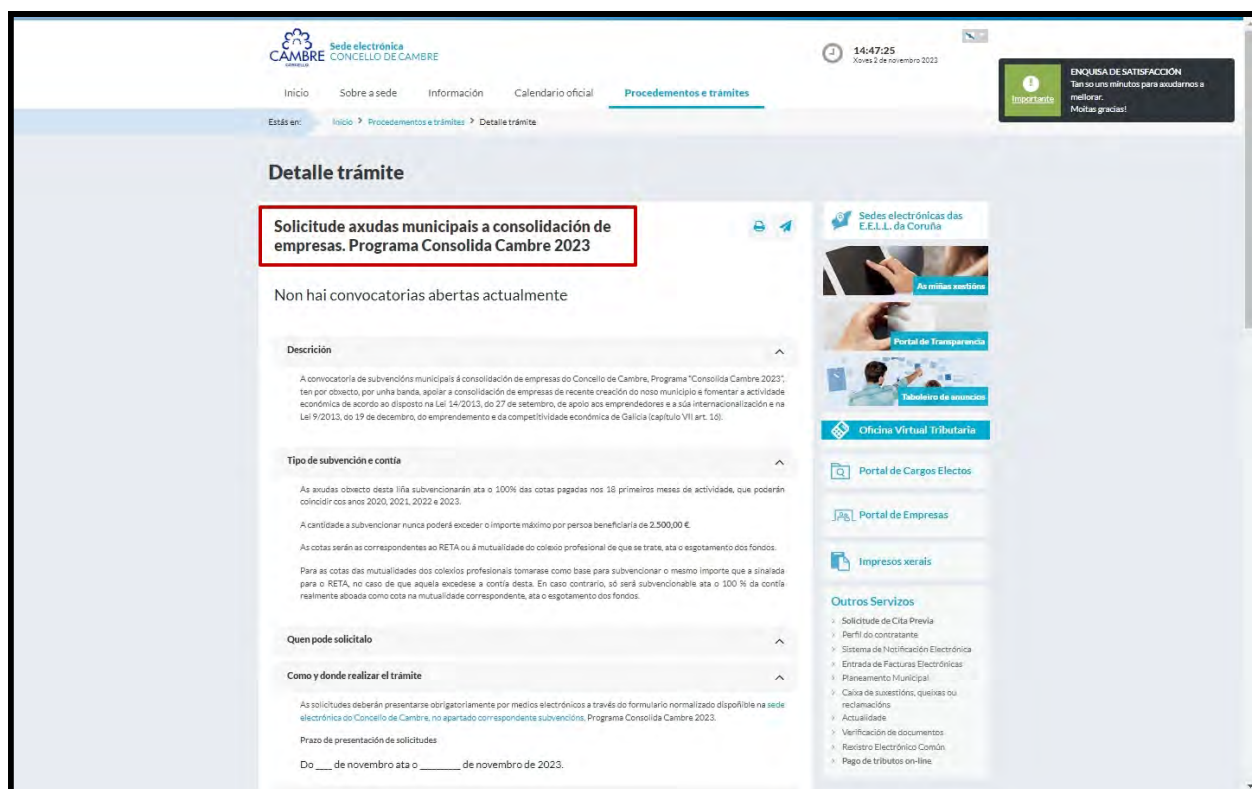 CAMBRE
CONCELLO
Sede electrónica
CONCELLO DE CAMBRE
14:47:25
Xoves 2 de novembro 2023
Importante
ENQUISA DE SATISFACCIÓN
Tan so uns minutos para axudarnos a
mellorar.
Moitas gracias!
Inicio
Sobre a sede
Información
Calendario oficial
Procedementos e trámites
Estás en:
Inicio > Procedementos e trámites > Detalle trámite
Detalle trámite
Solicitude axudas municipais a consolidación de
empresas. Programa Consolida Cambre 2023
Non hai convocatorias abertas actualmente
Descrición
A convocatoria de subvencións municipais á consolidación de empresas do Concello de Cambre, Programa "Consolida Cambre 2023",
ten por obxecto, por unha banda, apoiar a consolidación de empresas de recente creación do noso municipio e fomentar a actividade
económica de acordo ao disposto na Lei 14/2013, do 27 de setembro, de apoio aos emprendedores e a súa internacionalización e na
Lei 9/2013, do 19 de decembro, do emprendemento e da competitividade económica de Galicia (capítulo VII art. 16).
Tipo de subvención e contía
As axudas obxecto desta liña subvencionarán ata o 100% das cotas pagadas nos 18 primeiros meses de actividade, que poderán
coincidir cos anos 2020, 2021, 2022 e 2023.
A cantidade a subvencionar nunca poderá exceder o importe máximo por persoa beneficiaria de 2.500,00 €.
As cotas serán as correspondentes ao RETA ou á mutualidade do colexio profesional de que se trate, ata o esgotamento dos fondos.
Para as cotas das mutualidades dos colexios profesionais tomarase como base para subvencionar o mesmo importe que a sinalada
para o RETA, no caso de que aquela excedese a contía desta. En caso contrario, só será subvencionable ata o 100 % da contía
realmente aboada como cota na mutualidade correspondente, ata o esgotamento dos fondos.
Quen pode solicitalo
Como y donde realizar el trámite
As solicitudes deberán presentarse obrigatoriamente por medios electrónicos a través do formulario normalizado dispoñible na sede
electrónica do Concello de Cambre, no apartado correspondente subvencións, Programa Consolida Cambre 2023.
Prazo de presentación de solicitudes
Do ____ de novembro ata o ________ de novembro de 2023.
Sedes electrónicas das
E.E.L.L. da Coruña
As miñas xestións
Portal de Transparencia
Taboleiro de anuncios
Oficina Virtual Tributaria
Portal de Cargos Electos
Portal de Empresas
Impresos xerais
Outros Servizos
Solicitude de Cita Previa
Perfil do contratante
Sistema de Notificación Electrónica
Entrada de Facturas Electrónicas
Planeamento Municipal
Caixa de suxestións, queixas ou
reclamacións
Actualidade
Verificación de documentos
Rexistro Electrónico Común
Pago de tributos on-line